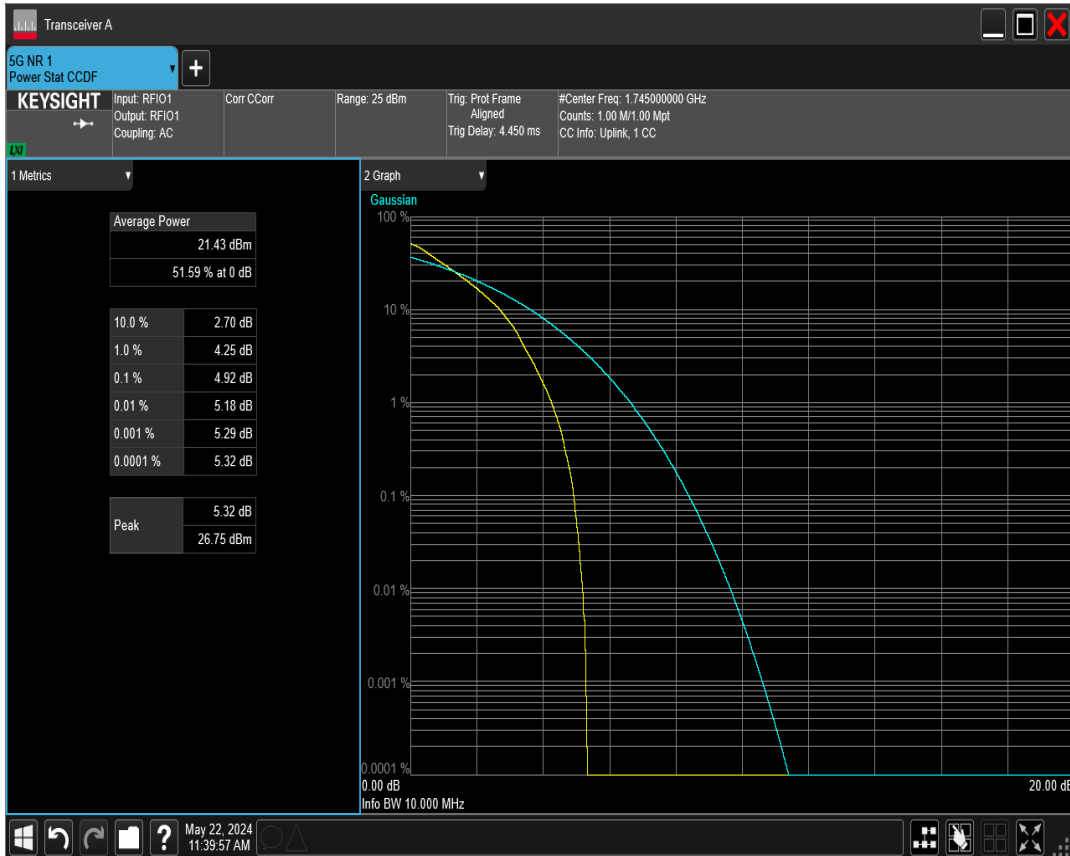 Transceiver A
5G NR 1
Power Stat CCDF
KEYSIGHT
LXI
Input: RFIO1
Output: RFIO1
Coupling: AC
Corr CCorr
Range: 25 dBm
Trig: Prot Frame
Aligned
Trig Delay: 4.450 ms
#Center Freq: 1.745000000 GHz
Counts: 1.00 M/1.00 Mpt
CC Info: Uplink, 1 CC
1 Metrics
Average Power
21.43 dBm
51.59 % at 0 dB
10.0 % 2.70 dB
1.0 % 4.25 dB
0.1 % 4.92 dB
0.01 % 5.18 dB
0.001 % 5.29 dB
0.0001 % 5.32 dB
Peak
5.32 dB
26.75 dBm
2 Graph
Gaussian
100 %
10 %
1 %
0.1 %
0.01 %
0.001 %
0.0001 %
0.00 dB 20.00 dB
Info BW 10.000 MHz
?
May 22, 2024
11:39:57 AM